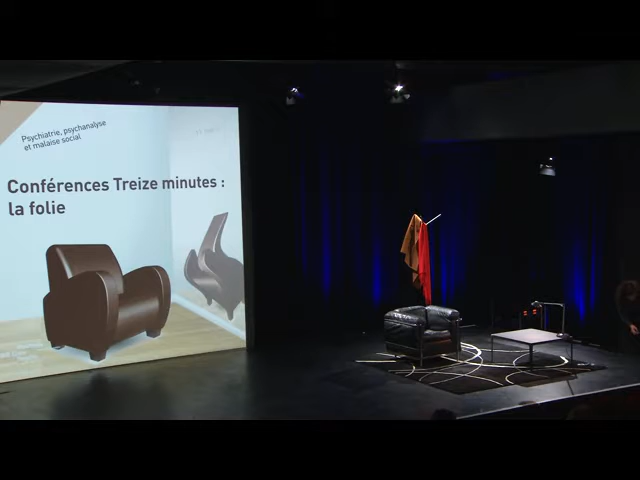 Psychiatrie, psychanalyse
et malaise social
Conférences Treize minutes :
la folie